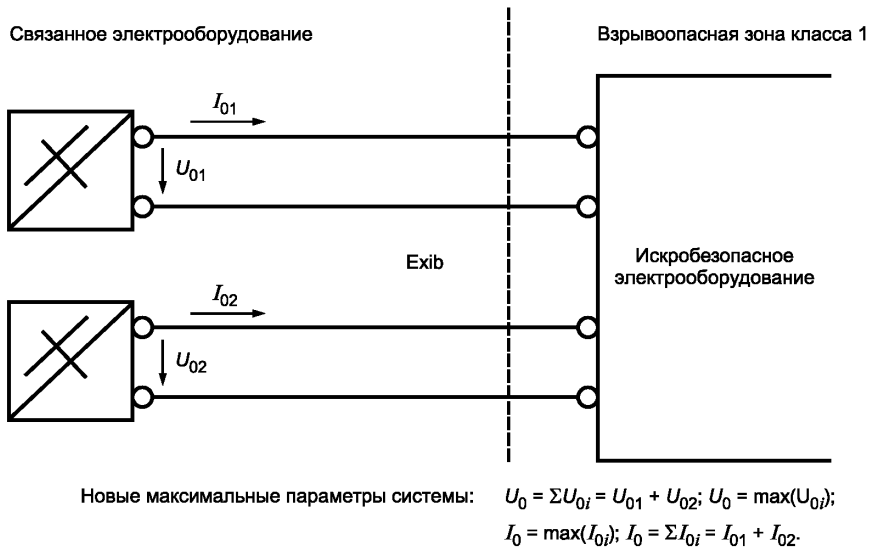 Связанное электрооборудование
Взрывоопасная зона класса 1
I01
U01
Искробезопасное
электрооборудование
Exib
I02
U02
Новые максимальные параметры системы: U0 = ΣU0i = U01 + U02; U0 = max(U0i);
I0 = max(I0i); I0 = ΣI0i = I01 + I02.